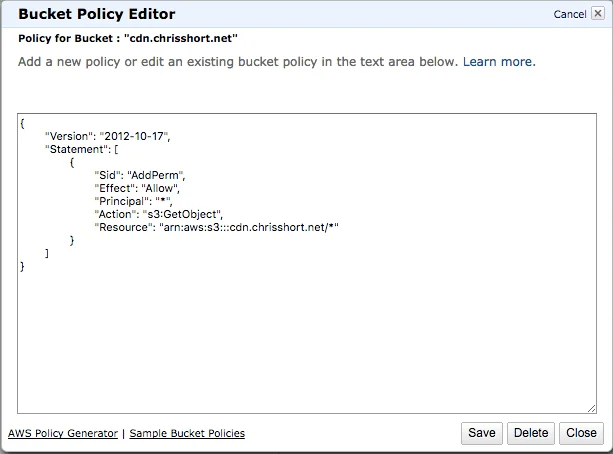 Bucket Policy Editor
Cancel
Policy for Bucket : "cdn.chrisshort.net"
Add a new policy or edit an existing bucket policy in the text area below. Learn more.
{
"Version": "2012-10-17",
"Statement": [
{
"Sid": "AddPerm",
"Effect": "Allow",
"Principal": "*",
"Action": "s3:GetObject",
"Resource": "arn:aws:s3:::cdn.chrisshort.net/*"
}
]
}
AWS Policy Generator | Sample Bucket Policies
Save Delete Close